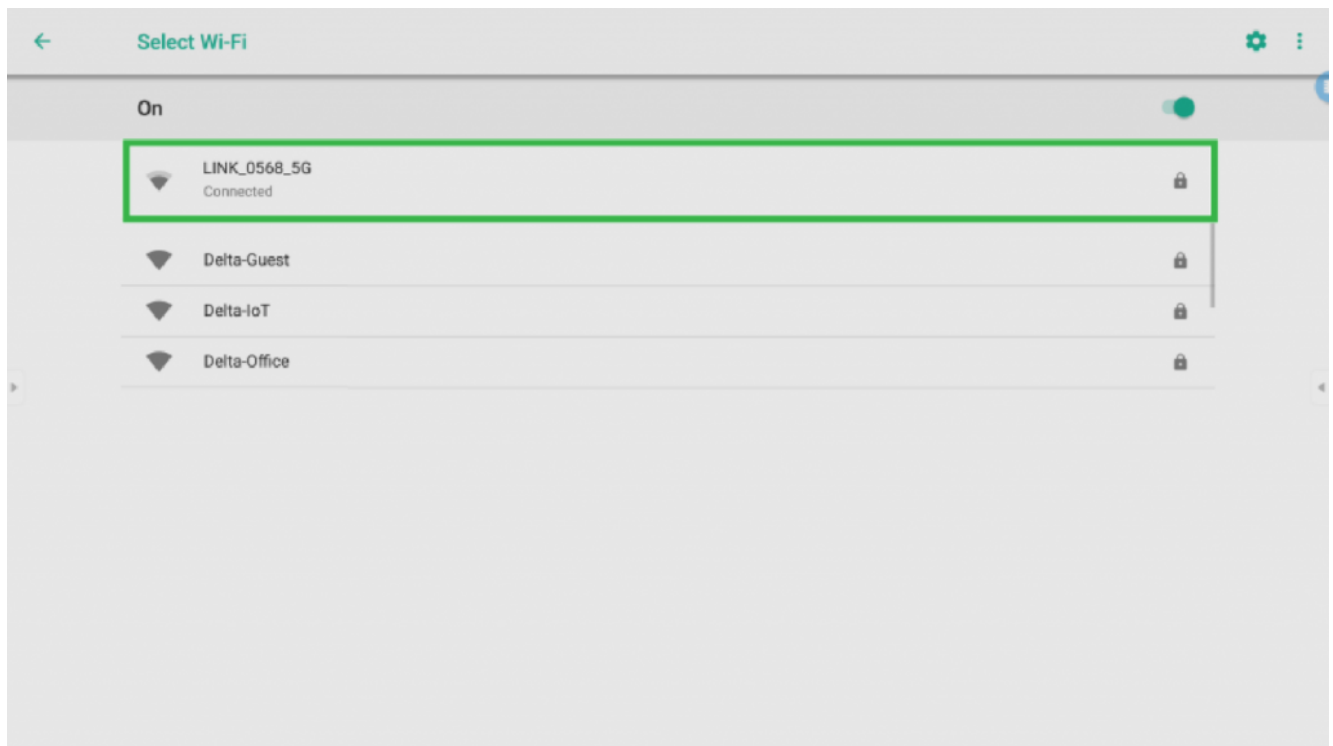 Select Wi-Fi
On
LINK_0568_5G
Connected
Delta-Guest
Delta-IoT
Delta-Office